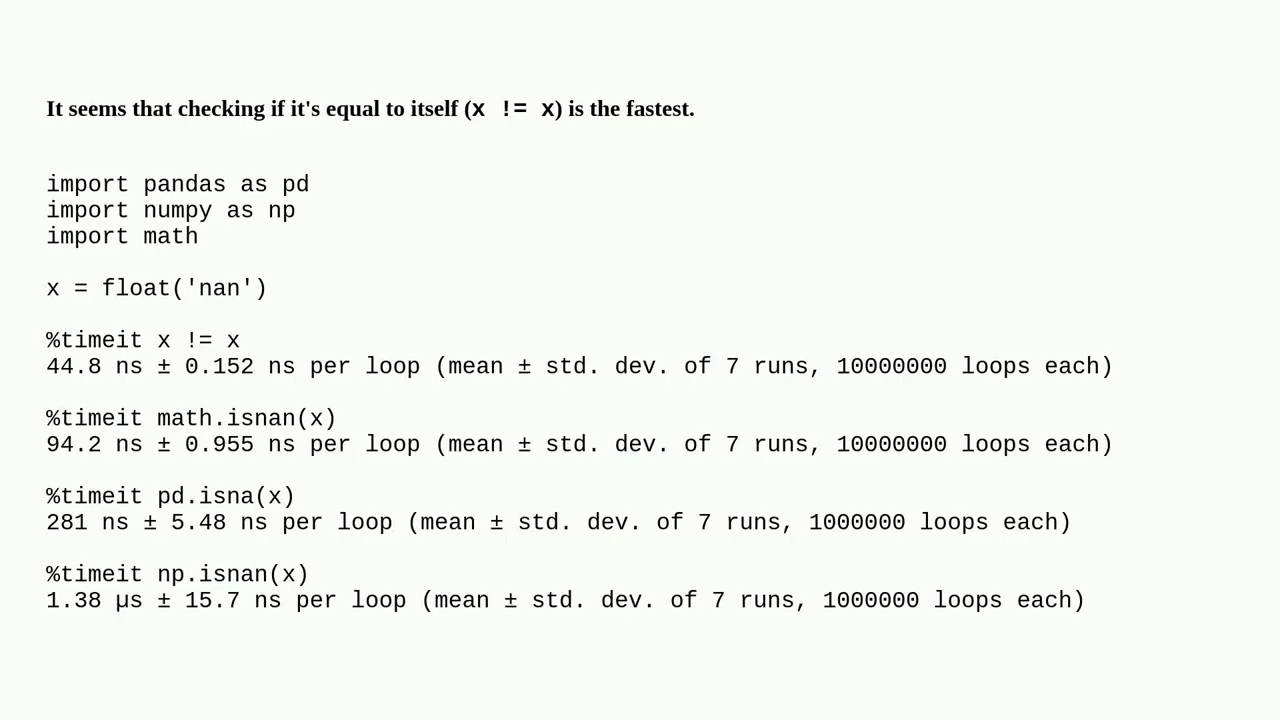 It seems that checking if it's equal to itself (x != x) is the fastest.
import pandas as pd
import numpy as np
import math
x = float('nan')
%timeit x != x
44.8 ns ± 0.152 ns per loop (mean ± std. dev. of 7 runs, 10000000 loops each)
%timeit math.isnan(x)
94.2 ns ± 0.955 ns per loop (mean ± std. dev. of 7 runs, 10000000 loops each)
%timeit pd.isna(x)
281 ns ± 5.48 ns per loop (mean ± std. dev. of 7 runs, 1000000 loops each)
%timeit np.isnan(x)
1.38 µs ± 15.7 ns per loop (mean ± std. dev. of 7 runs, 1000000 loops each)